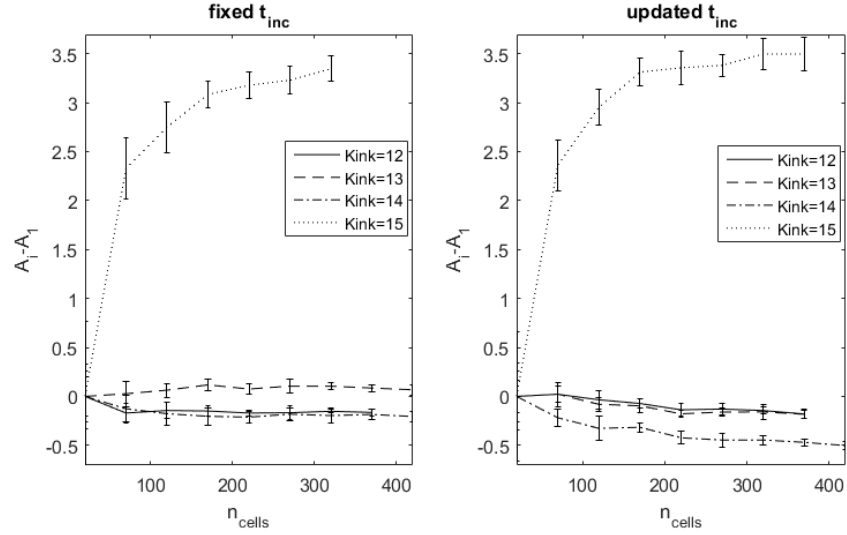 fixed t_inc
3.5
3
2.5
2
1.5
1
0.5
0
-0.5
A_i-A_1
100
200
300
400
n_cells
Kink=12
Kink=13
Kink=14
Kink=15
updated t_inc
3.5
3
2.5
2
1.5
1
0.5
0
-0.5
A_i-A_1
100
200
300
400
n_cells
Kink=12
Kink=13
Kink=14
Kink=15